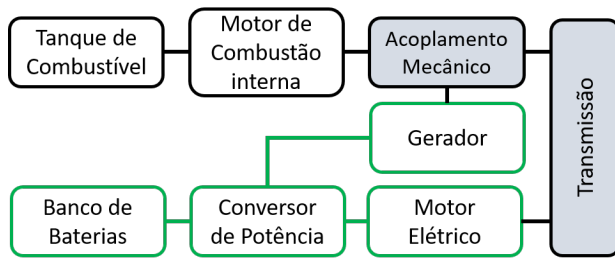 Tanque de
Combustível
Motor de
Combustão
interna
Acoplamento
Mecânico
Transmissão
Gerador
Banco de
Baterias
Conversor
de Potência
Motor
Elétrico